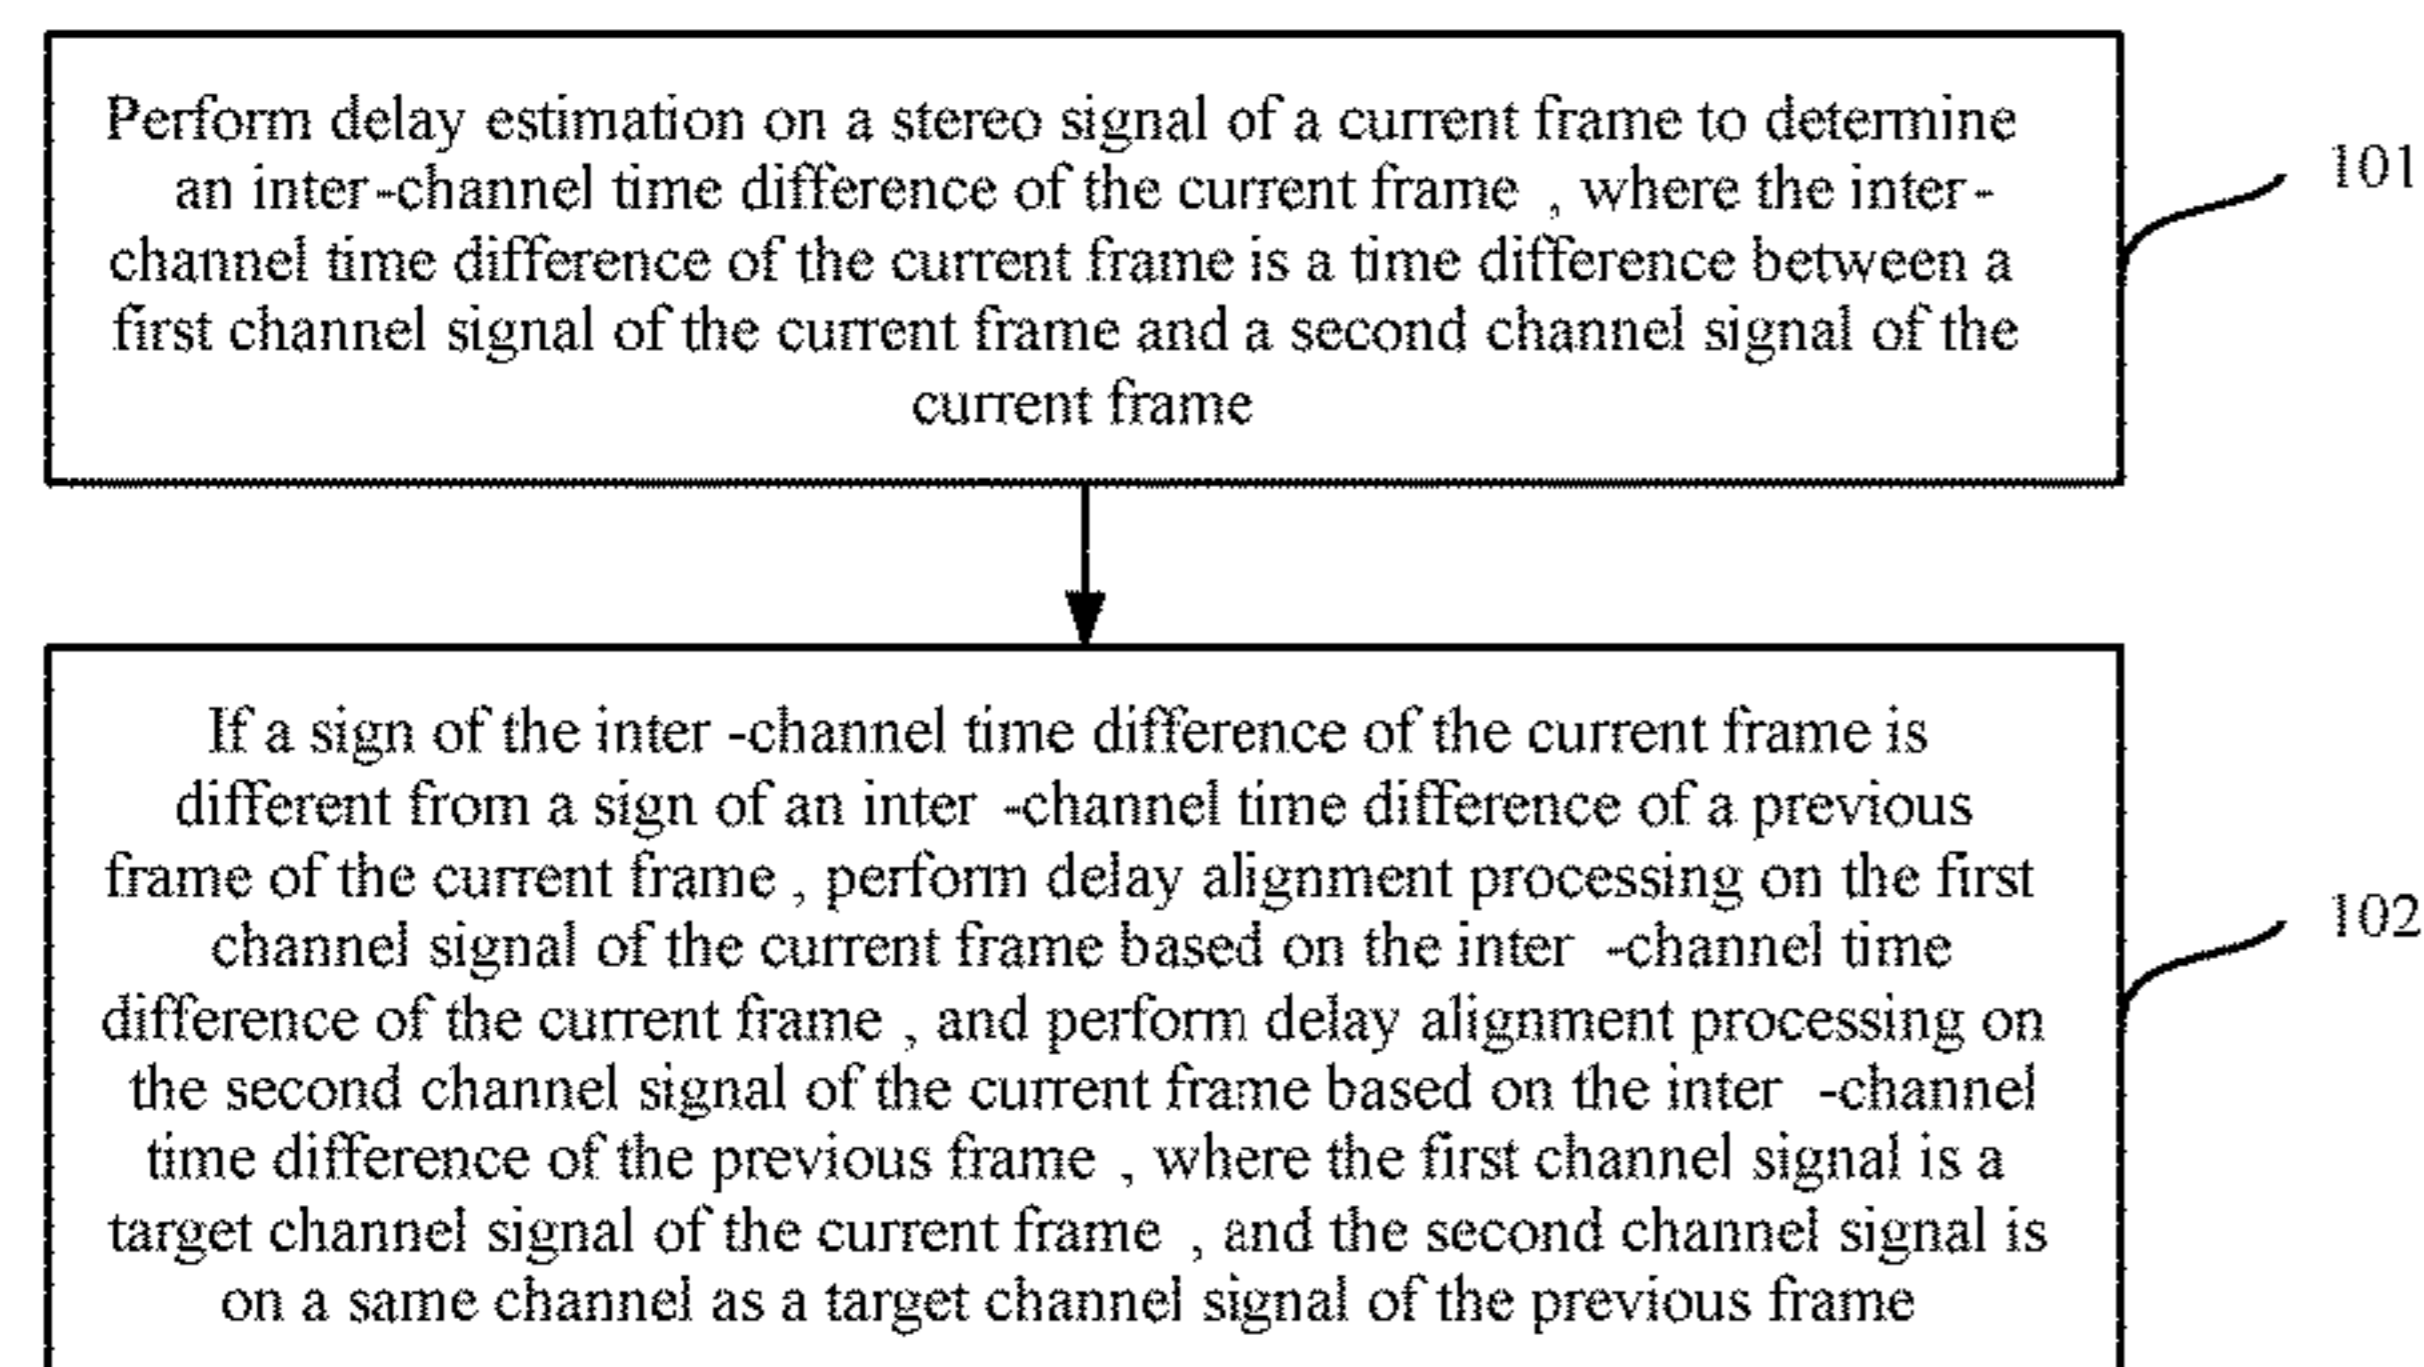 Perform delay estimation on a stereo signal of a current frame to determine
an inter-channel time difference of the current frame , where the inter-
channel time difference of the current frame is a time difference between a
first channel signal of the current frame and a second channel signal of the
current frame
101
If a sign of the inter -channel time difference of the current frame is
different from a sign of an inter -channel time difference of a previous
frame of the current frame , perform delay alignment processing on the first
channel signal of the current frame based on the inter -channel time
difference of the current frame , and perform delay alignment processing on
the second channel signal of the current frame based on the inter -channel
time difference of the previous frame , where the first channel signal is a
target channel signal of the current frame , and the second channel signal is
on a same channel as a target channel signal of the previous frame
102